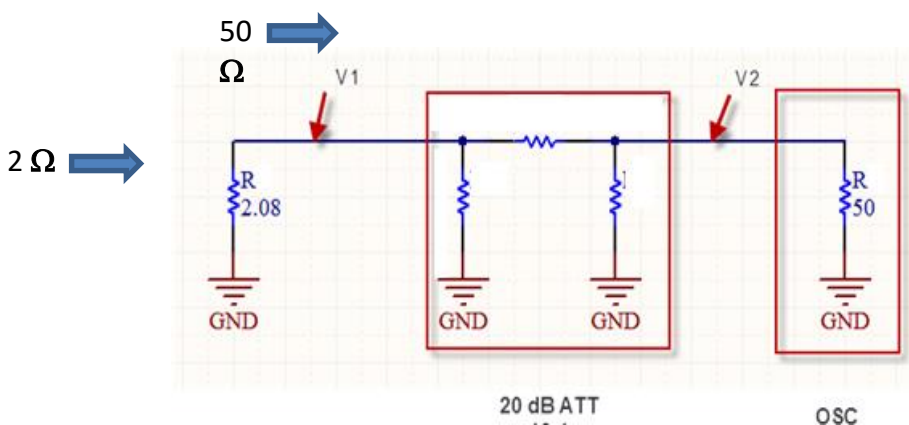 50
Ω
2 Ω
V1
V2
R
2.08
R
50
GND
GND
GND
GND
20 dB ATT
OSC